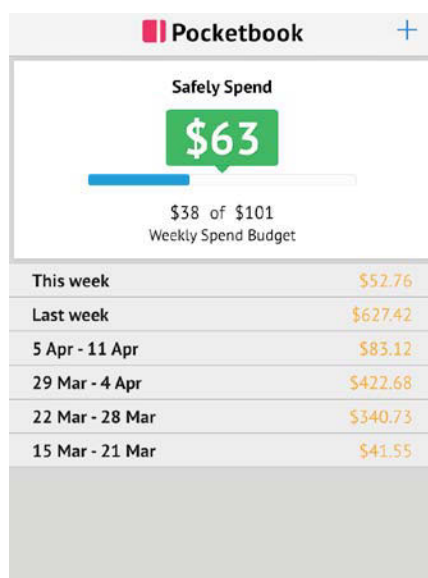 Pocketbook +
Safely Spend
$63
$38 of $101
Weekly Spend Budget
This week $52.76
Last week $627.42
5 Apr - 11 Apr $83.12
29 Mar - 4 Apr $422.68
22 Mar - 28 Mar $340.73
15 Mar - 21 Mar $41.55